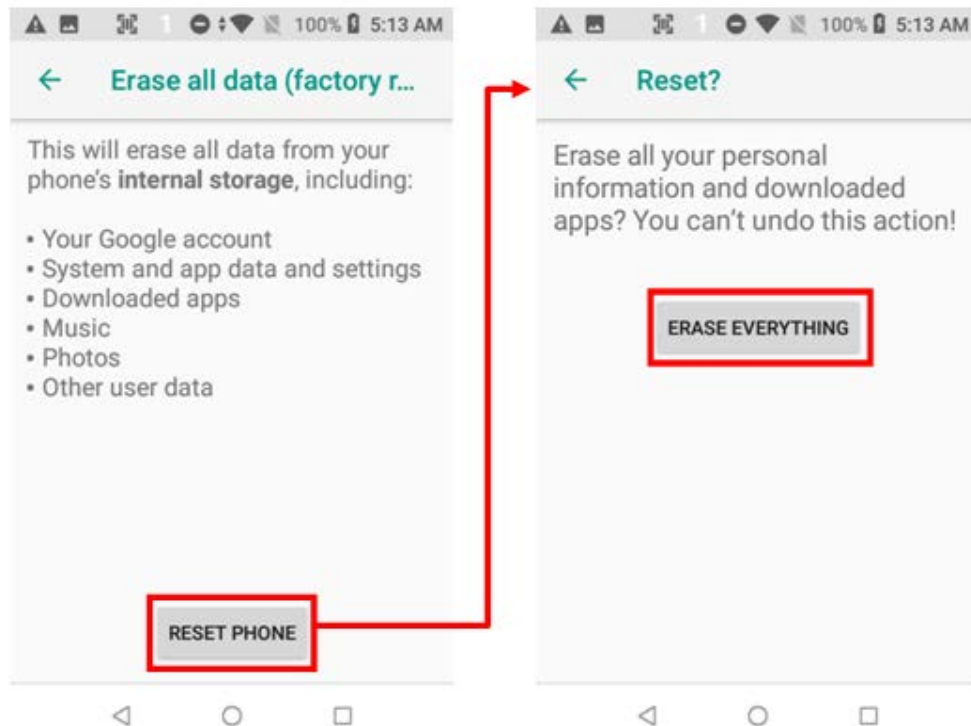 100% 5:13 AM
Erase all data (factory r...
This will erase all data from your
phone's internal storage, including:
• Your Google account
• System and app data and settings
• Downloaded apps
• Music
• Photos
• Other user data
RESET PHONE
100% 5:13 AM
Reset?
Erase all your personal
information and downloaded
apps? You can't undo this action!
ERASE EVERYTHING